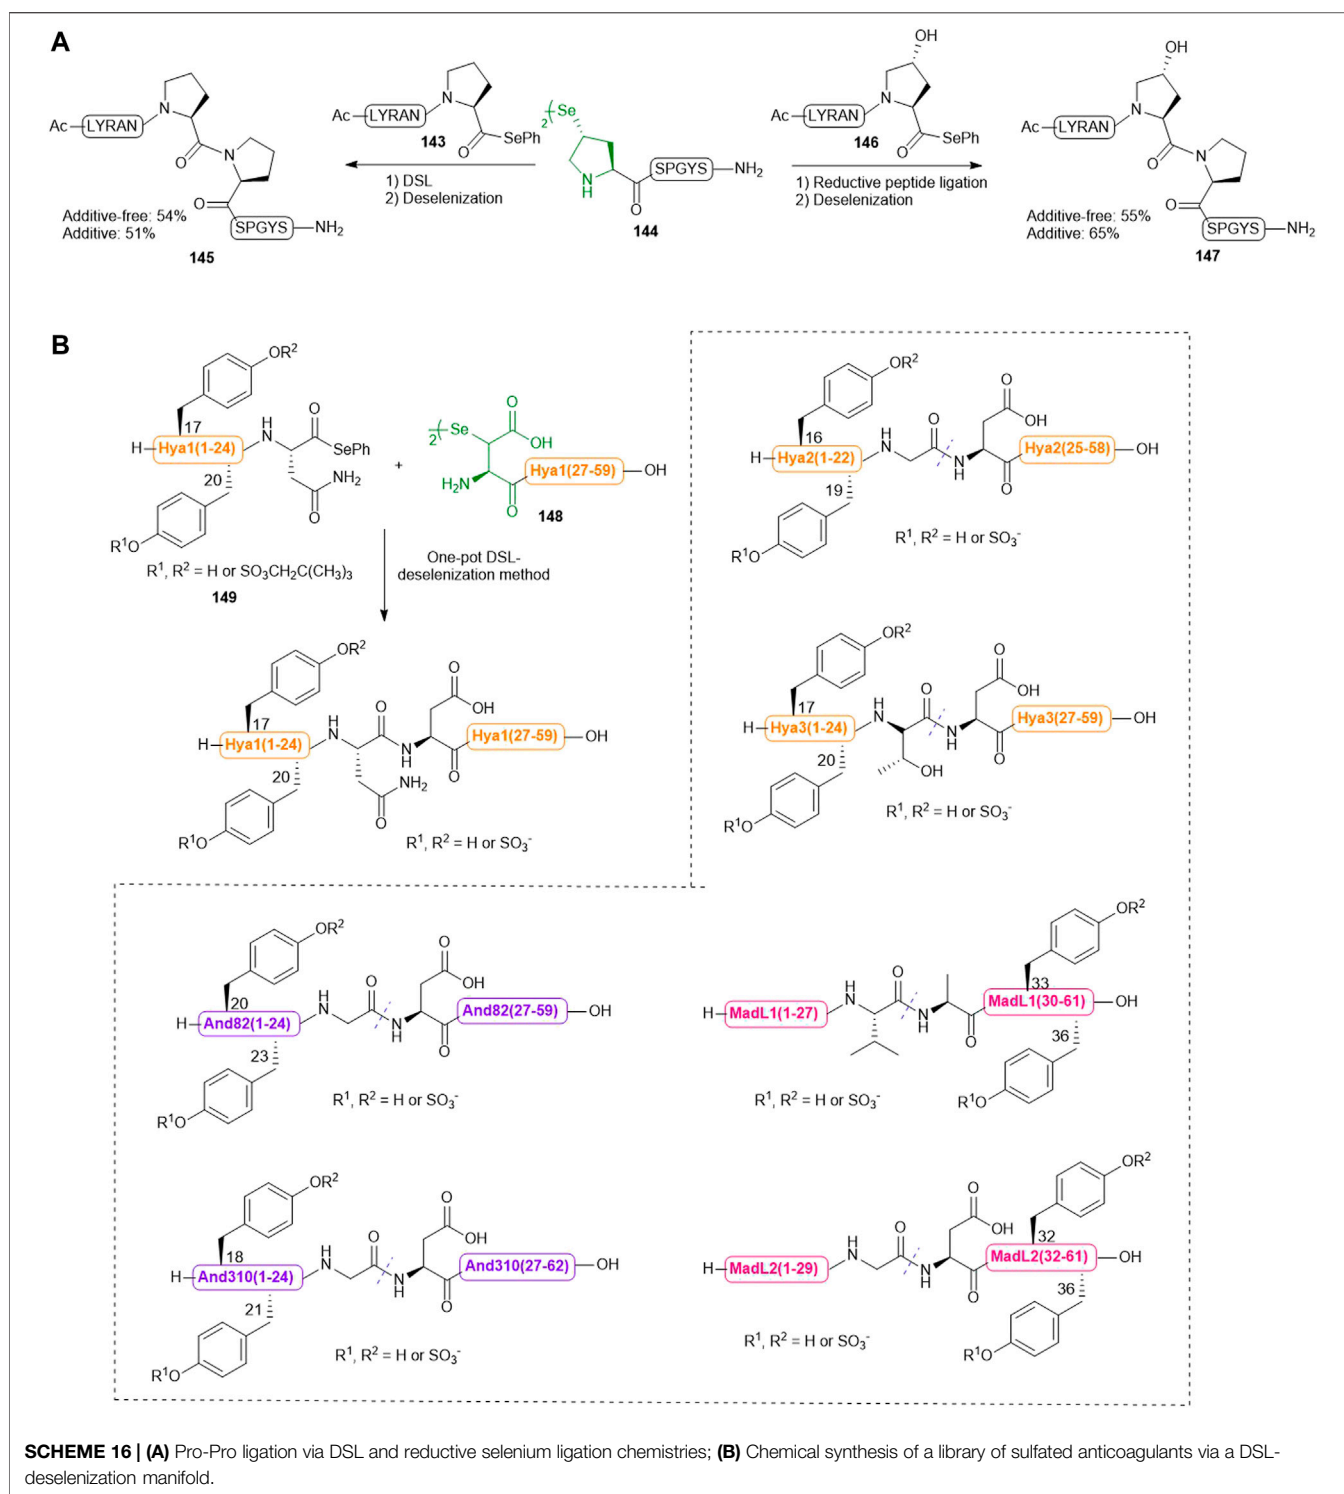 A
Ac–LYRAN
N
N
O
O
SPGYS–NH2
Additive-free: 54%
Additive: 51%
145
Ac–LYRAN
N
O
SePh
143
1) DSL
2) Deselenization
2
Se
N
H
O
SPGYS–NH2
144
OH
Ac–LYRAN
N
O
SePh
146
1) Reductive peptide ligation
2) Deselenization
OH
Ac–LYRAN
N
O
N
O
SPGYS–NH2
Additive-free: 55%
Additive: 65%
147
B
OR2
17
H–Hya1(1-24)
H
N
O
SePh
20
NH2
O
R1O
R1, R2 = H or SO3CH2C(CH3)3
149
+
2
Se
O
OH
H2N
O
Hya1(27-59)–OH
148
One-pot DSL-
deselenization method
OR2
17
H–Hya1(1-24)
H
N
O
N
H
O
OH
O
Hya1(27-59)–OH
20
NH2
O
R1O
R1, R2 = H or SO3-
OR2
16
H–Hya2(1-22)
H
N
O
N
H
O
OH
O
Hya2(25-58)–OH
19
R1O
R1, R2 = H or SO3-
OR2
17
H–Hya3(1-24)
H
N
O
N
H
O
OH
O
Hya3(27-59)–OH
20
OH
R1O
R1, R2 = H or SO3-
OR2
20
H–And82(1-24)
H
N
O
N
H
O
OH
O
And82(27-59)–OH
23
R1O
R1, R2 = H or SO3-
OR2
33
H–MadL1(1-27)
H
N
O
N
H
O
MadL1(30-61)–OH
36
R1O
R1, R2 = H or SO3-
OR2
18
H–And310(1-24)
H
N
O
N
H
O
OH
O
And310(27-62)–OH
21
R1O
R1, R2 = H or SO3-
OR2
32
H–MadL2(1-29)
H
N
O
N
H
O
OH
O
MadL2(32-61)–OH
36
R1O
R1, R2 = H or SO3-
SCHEME 16 | (A) Pro-Pro ligation via DSL and reductive selenium ligation chemistries; (B) Chemical synthesis of a library of sulfated anticoagulants via a DSL-
deselenization manifold.